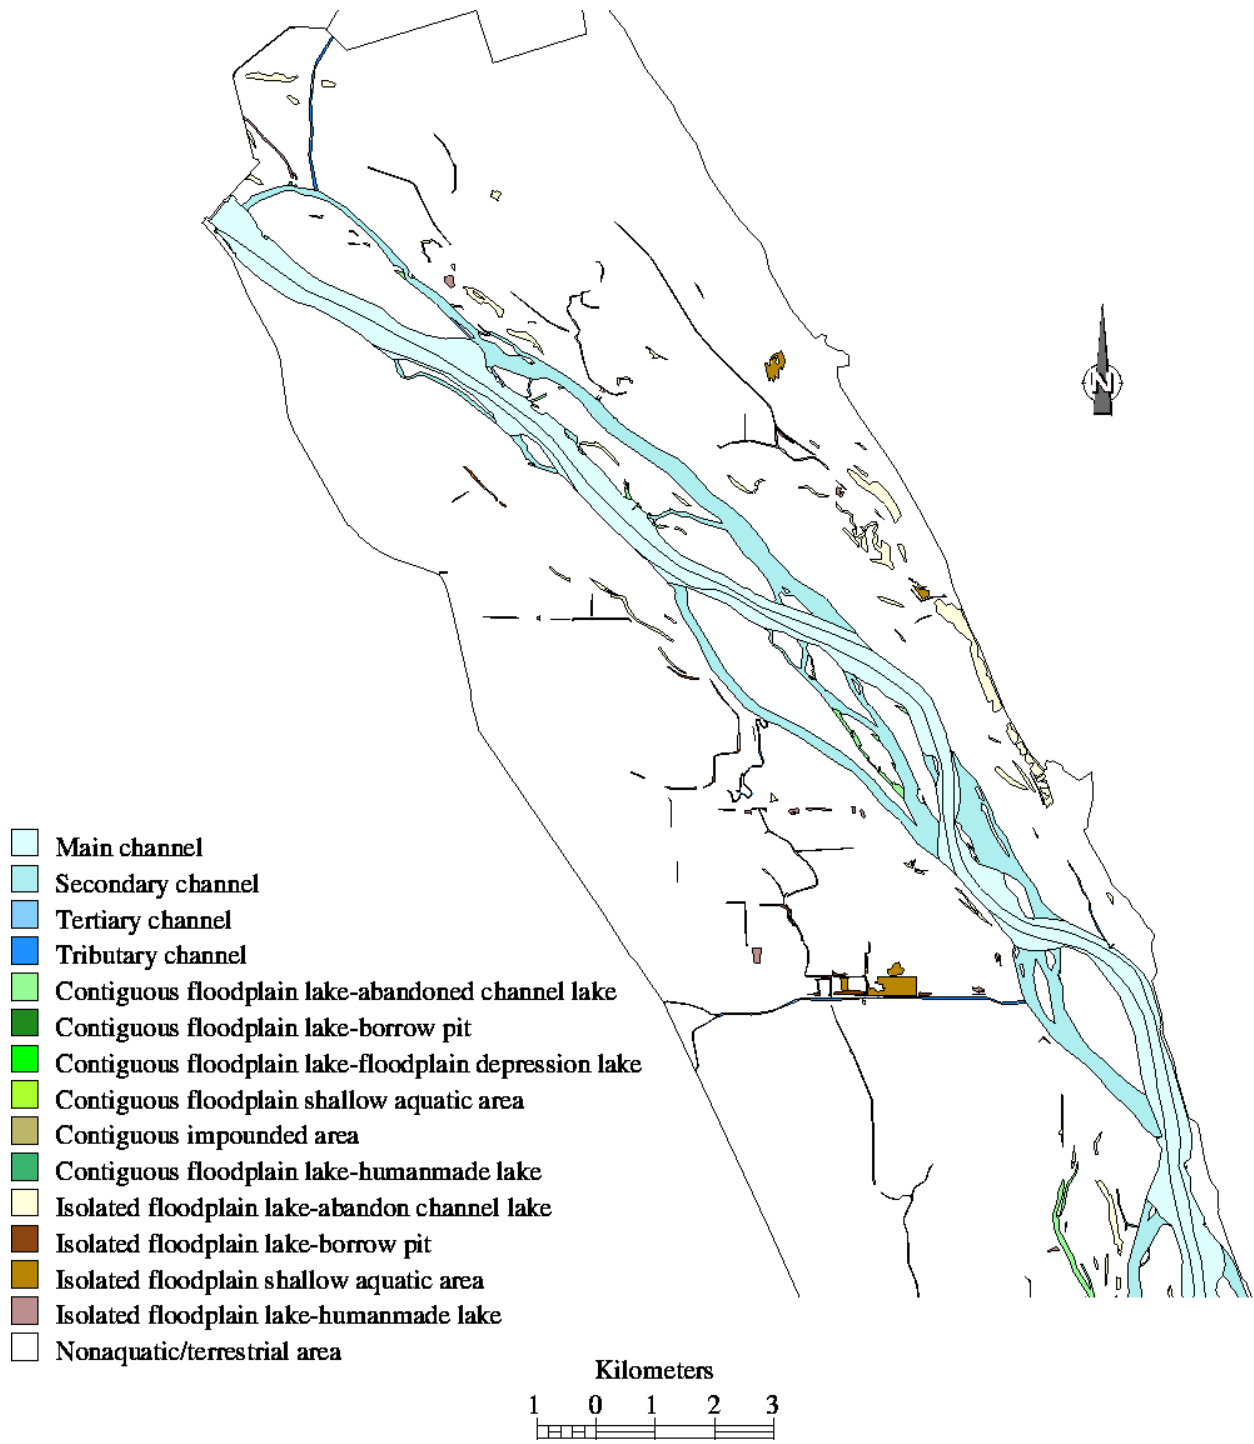 N
Main channel
Secondary channel
Tertiary channel
Tributary channel
Contiguous floodplain lake-abandoned channel lake
Contiguous floodplain lake-borrow pit
Contiguous floodplain lake-floodplain depression lake
Contiguous floodplain shallow aquatic area
Contiguous impounded area
Contiguous floodplain lake-humanmade lake
Isolated floodplain lake-abandon channel lake
Isolated floodplain lake-borrow pit
Isolated floodplain shallow aquatic area
Isolated floodplain lake-humanmade lake
Nonaquatic/terrestrial area
Kilometers
1 0 1 2 3